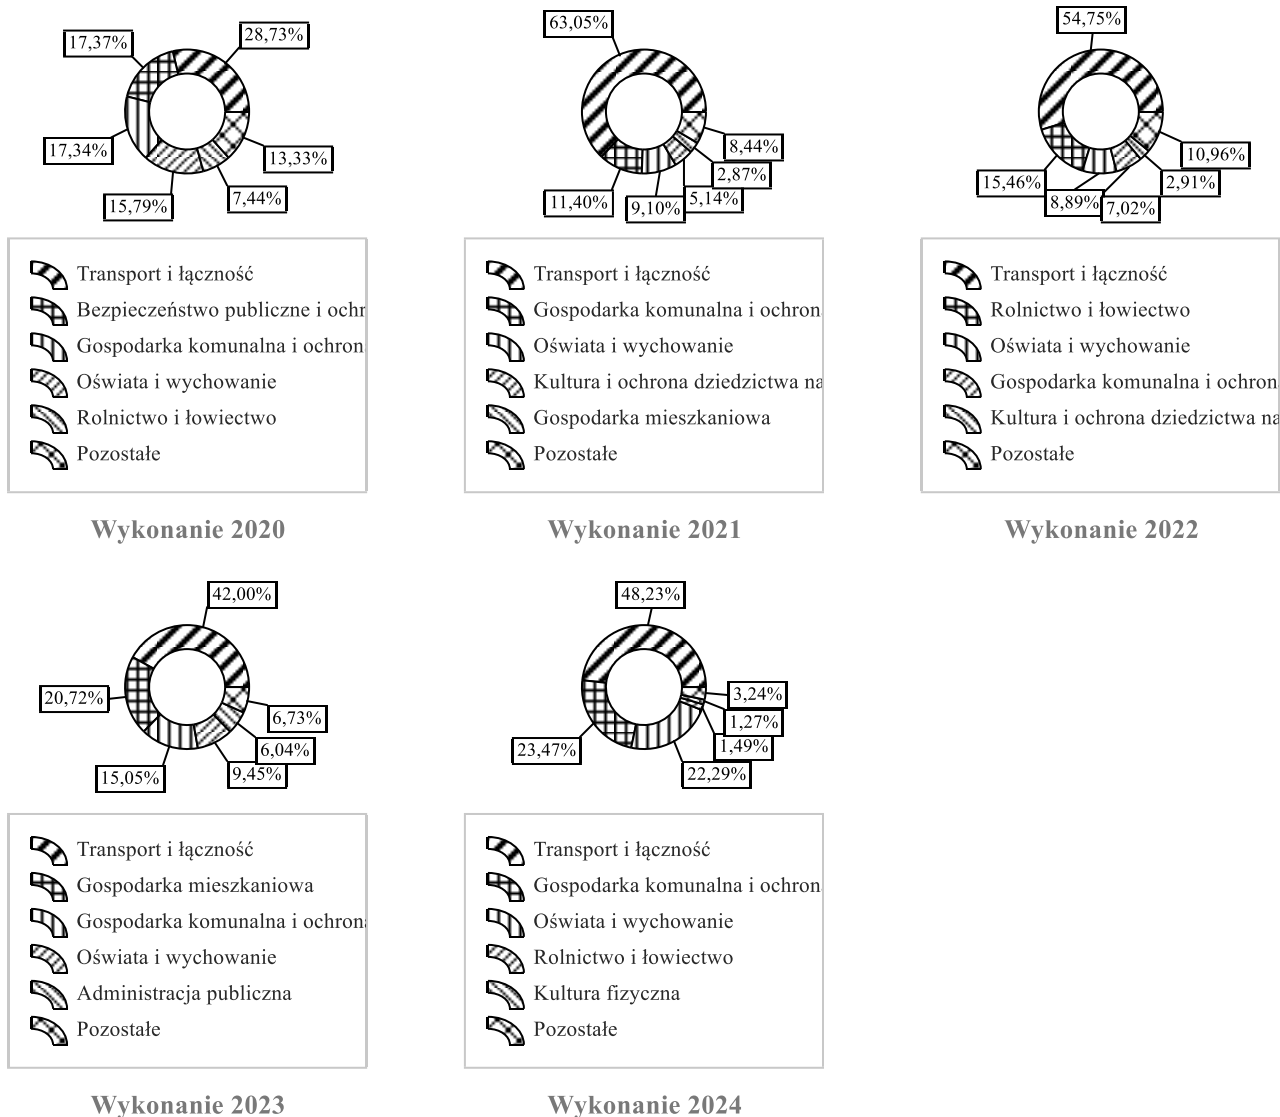 28,73%
17,37%
17,34%
15,79%
7,44%
13,33%
Transport i łączność
Bezpieczeństwo publiczne i ochr
Gospodarka komunalna i ochron
Oświata i wychowanie
Rolnictwo i łowiectwo
Pozostałe
Wykonanie 2020
63,05%
11,40%
9,10%
5,14%
2,87%
8,44%
Transport i łączność
Gospodarka komunalna i ochron
Oświata i wychowanie
Kultura i ochrona dziedzictwa na
Gospodarka mieszkaniowa
Pozostałe
Wykonanie 2021
54,75%
15,46%
8,89%
7,02%
2,91%
10,96%
Transport i łączność
Rolnictwo i łowiectwo
Oświata i wychowanie
Gospodarka komunalna i ochron
Kultura i ochrona dziedzictwa na
Pozostałe
Wykonanie 2022
42,00%
20,72%
15,05%
9,45%
6,04%
6,73%
Transport i łączność
Gospodarka mieszkaniowa
Gospodarka komunalna i ochron
Oświata i wychowanie
Administracja publiczna
Pozostałe
Wykonanie 2023
48,23%
23,47%
22,29%
1,49%
1,27%
3,24%
Transport i łączność
Gospodarka komunalna i ochron
Oświata i wychowanie
Rolnictwo i łowiectwo
Kultura fizyczna
Pozostałe
Wykonanie 2024